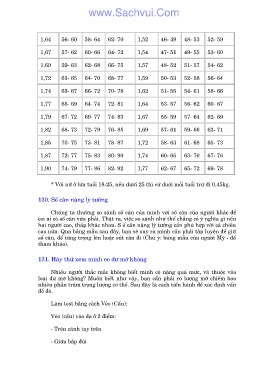 www.Sachvui.Com
1,64 56- 60 58- 64 62- 70 1,52 46- 49 48- 53 52- 59
1,67 57- 62 60- 66 64- 72 1,54 47- 51 49- 55 53- 60
1,69 59- 63 62- 68 66- 75 1,57 48- 52 51- 57 54- 62
1,72 63- 65 64- 70 68- 77 1,59 50- 53 52- 58 56- 64
1,74 63- 67 66- 72 70- 78 1,62 51- 55 54- 61 58- 66
1,77 65- 69 64- 74 72- 81 1,64 53- 57 56- 62 60- 67
1,79 67- 72 69- 77 74- 83 1,67 55- 59 57- 64 62- 69
1,82 68- 73 72- 79 76- 85 1,69 57- 61 59- 66 63- 71
1,85 70- 75 73- 81 78- 87 1,72 58- 63 61- 68 65- 73
1,87 72- 77 75- 83 80- 90 1,74 60- 65 63- 70 67- 76
1,90 74- 79 77- 86 82- 92 1,77 62- 67 65- 72 69- 78
* Với nữ ở lứa tuổi 18-25, nếu dưới 25 thì cứ dưới mỗi tuổi trừ đi 0,45kg.
130. Số cân nặng lý tưởng
Chúng ta thường so sánh số cân của mình với số cân của người khác để
coi ai có số cân vừa phải. Thật ra, việc so sánh như thế chẳng có ý nghĩa gì nếu
hai người cao, thấp khác nhau. Số cân nặng lý tưởng cần phù hợp với cả chiều
cao nữa. Qua bảng mẫu sau đây, bạn sẽ suy ra mình cần phải tập luyện để giữ
số cân, để tăng trọng lên hoặc sút cân đi (Chú ý: bảng mẫu của người Mỹ - để
tham khảo).
131. Hãy thử xem mình có dư mỡ không
Nhiều người thắc mắc không biết mình có nặng quá mức, và thuộc vào
loại dư mỡ không? Muốn biết như vậy, bạn cần phải có lượng mỡ chiếm bao
nhiêu phần trăm trọng lượng cơ thể. Sau đây là cách tiến hành để xác định vấn
đề đó.
Làm test bằng cách Véo (Cấu):
Véo (cấu) vào da ở 3 điểm:
- Trên cánh tay trên
- Giữa bắp đùi